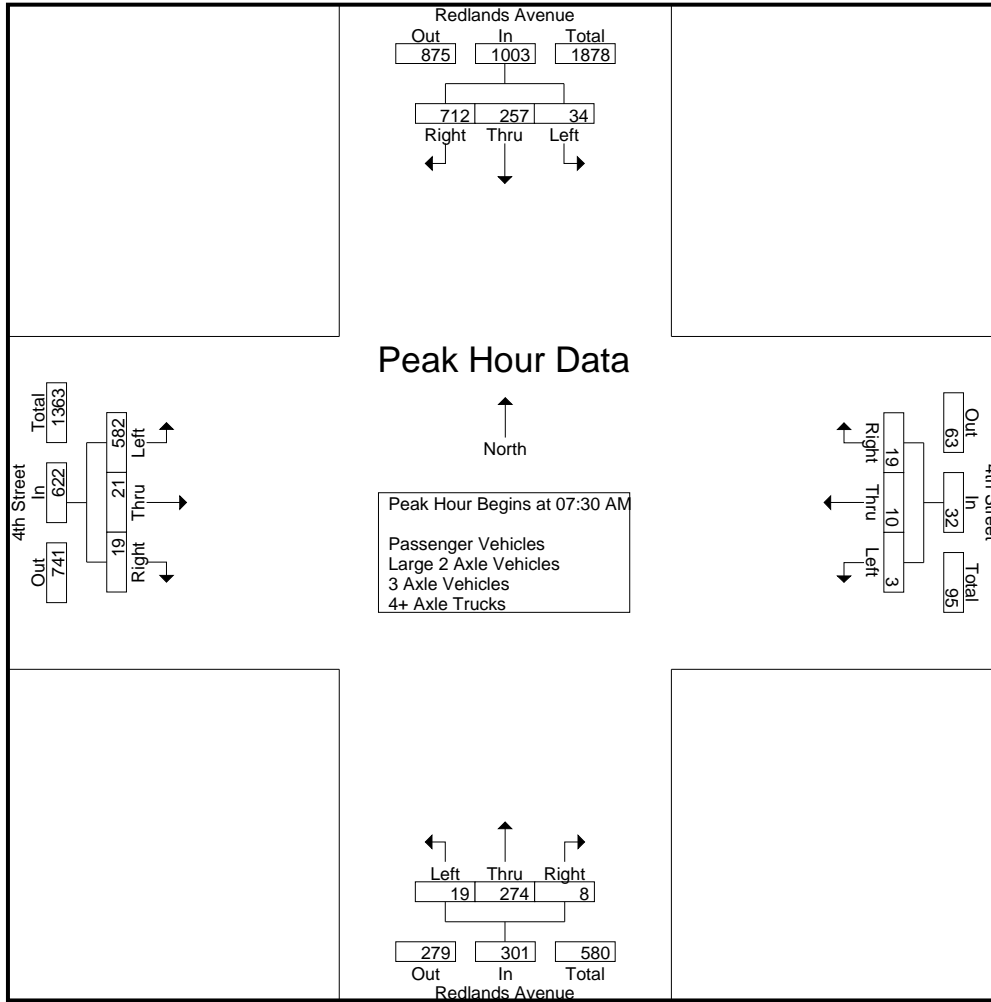 Redlands Avenue
Out In Total
875 1003 1878
712 257 34
Right Thru Left
Peak Hour Data
North
Peak Hour Begins at 07:30 AM
Passenger Vehicles
Large 2 Axle Vehicles
3 Axle Vehicles
4+ Axle Trucks
4th Street
Out In Total
741 622 1363
Left Thru Right
582 21 19
4th Street
Out In Total
63 32 95
19 10 3
Right Thru Left
Left Thru Right
19 274 8
279 301 580
Out In Total
Redlands Avenue